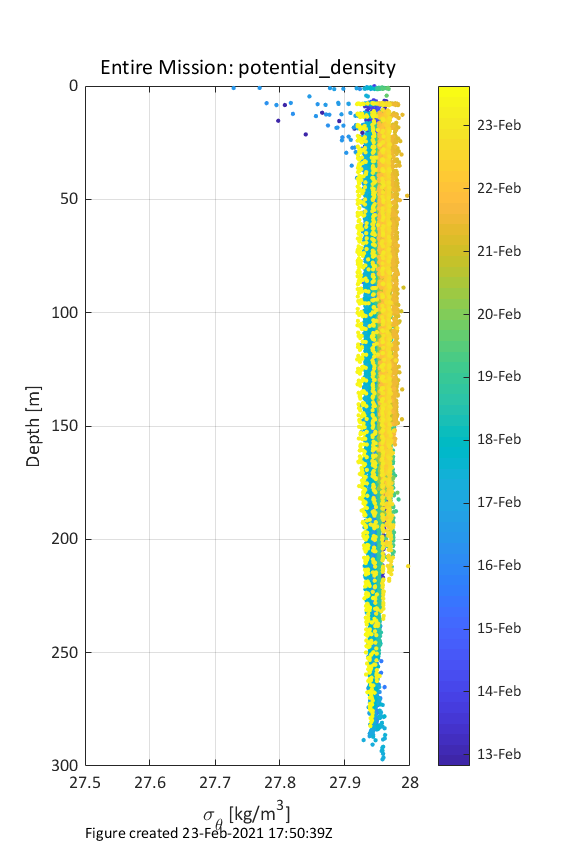 Entire Mission: potential_density
0
50
100
150
200
250
300
Depth [m]
27.5
27.6
27.7
27.8
27.9
28
σθ [kg/m³]
23-Feb
22-Feb
21-Feb
20-Feb
19-Feb
18-Feb
17-Feb
16-Feb
15-Feb
14-Feb
13-Feb
Figure created 23-Feb-2021 17:50:39Z